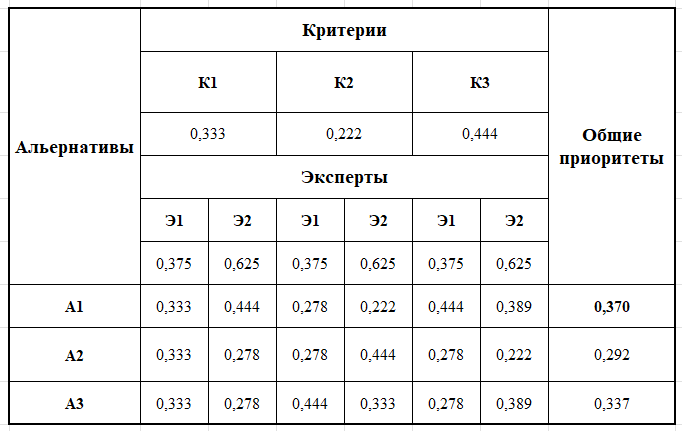 Критерии
К1 К2 К3
0,333 0,222 0,444
Альернативы
Общие
приоритеты
Эксперты
Э1 Э2 Э1 Э2 Э1 Э2
0,375 0,625 0,375 0,625 0,375 0,625
А1 0,333 0,444 0,278 0,222 0,444 0,389 0,370
А2 0,333 0,278 0,278 0,444 0,278 0,222 0,292
А3 0,333 0,278 0,444 0,333 0,278 0,389 0,337